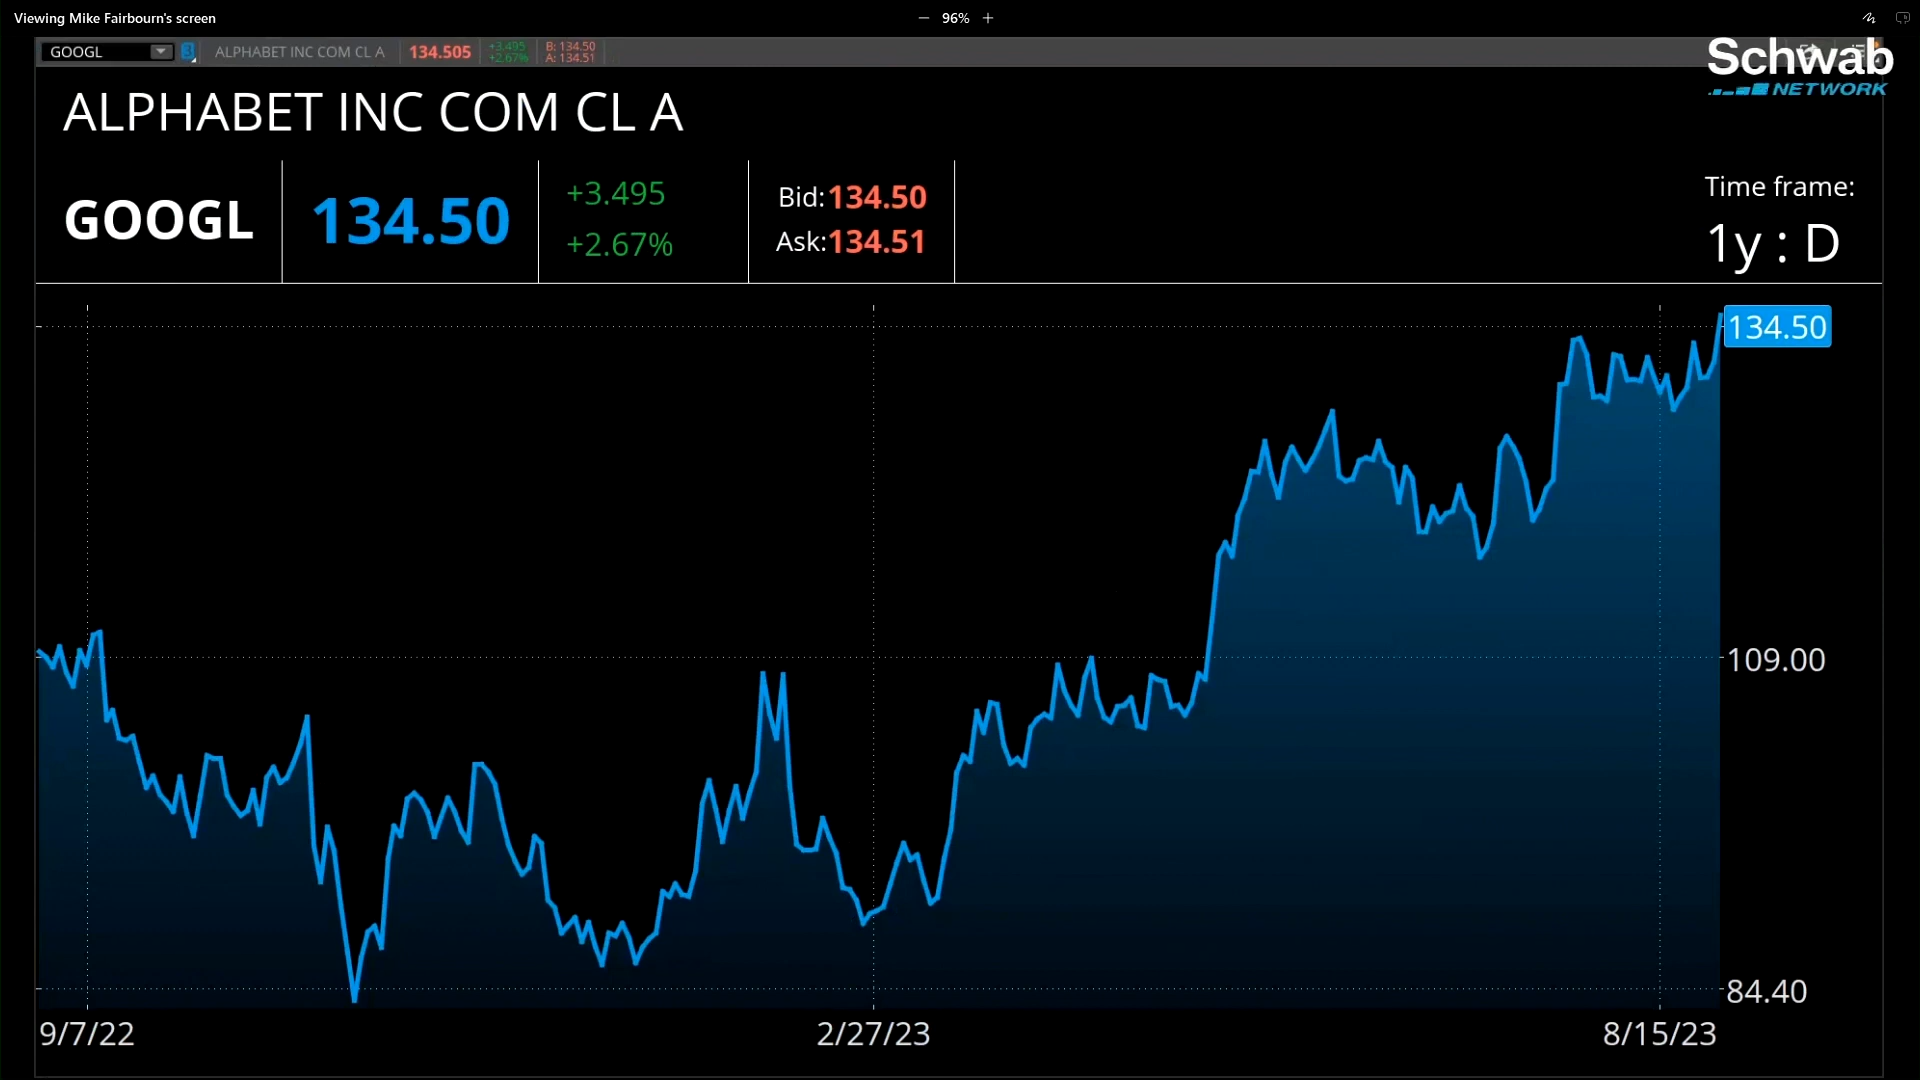 Viewing Mike Fairbourn's screen
96%
GOOGL
3
ALPHABET INC COM CL A
134.505
+3.495
+2.67%
B: 134.50
A: 134.51
Schwab
NETWORK
ALPHABET INC COM CL A
GOOGL
134.50
+3.495
+2.67%
Bid: 134.50
Ask: 134.51
Time frame:
1y : D
134.50
109.00
84.40
9/7/22
2/27/23
8/15/23